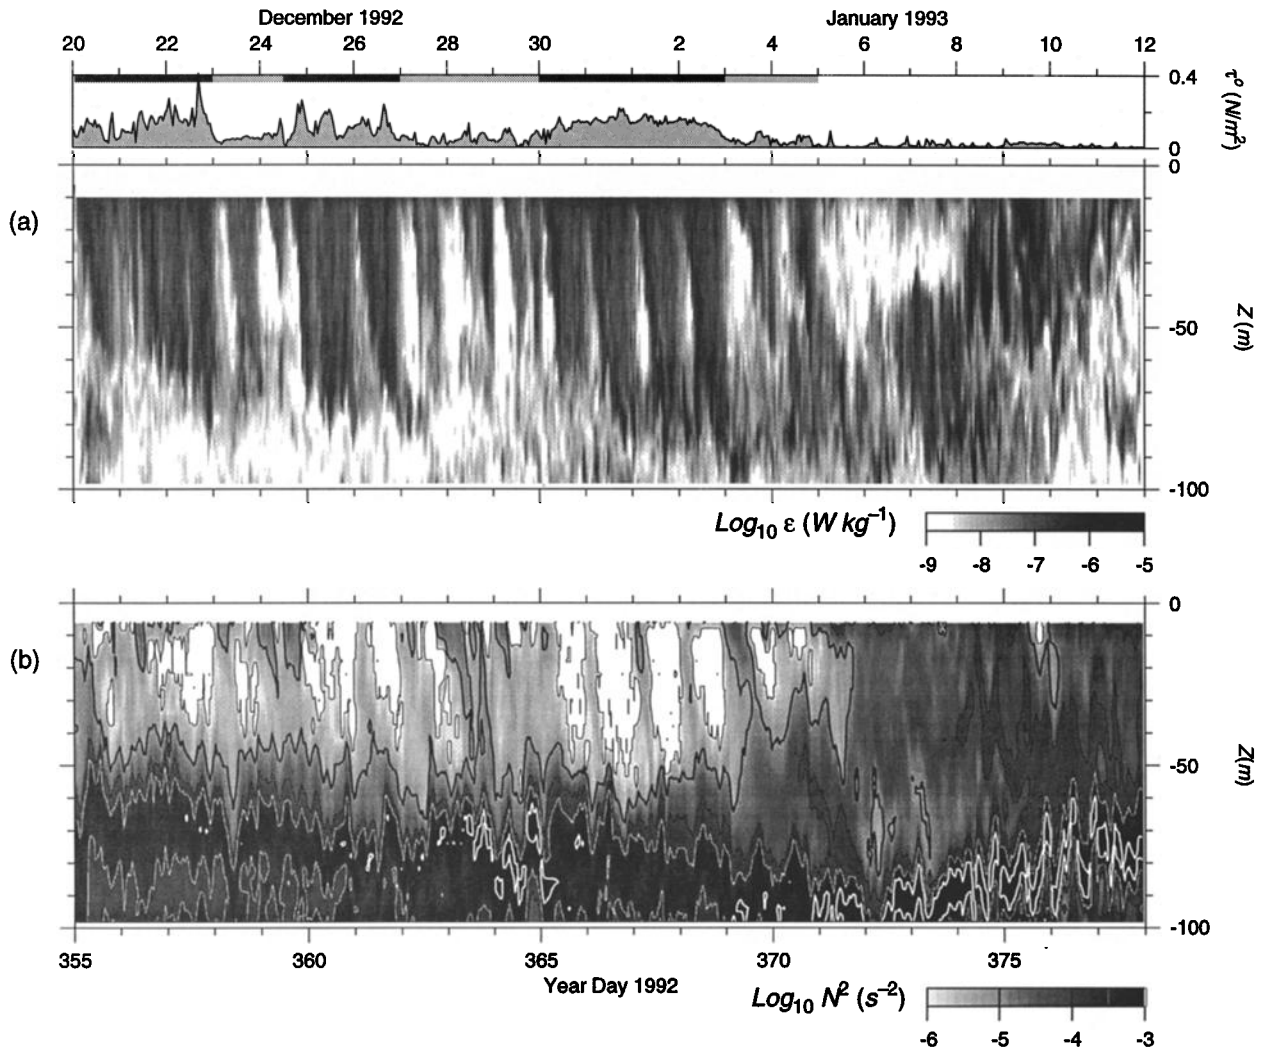 December 1992 January 1993
20 22 24 26 28 30 2 4 6 8 10 12
0.4
τ⁰ (N/m²)
0
0
(a)
-50
Z (m)
-100
Log₁₀ ε (W kg⁻¹)
-9 -8 -7 -6 -5
0
(b)
-50
Z(m)
-100
355 360 365 370 375
Year Day 1992
Log₁₀ N² (s⁻²)
-6 -5 -4 -3